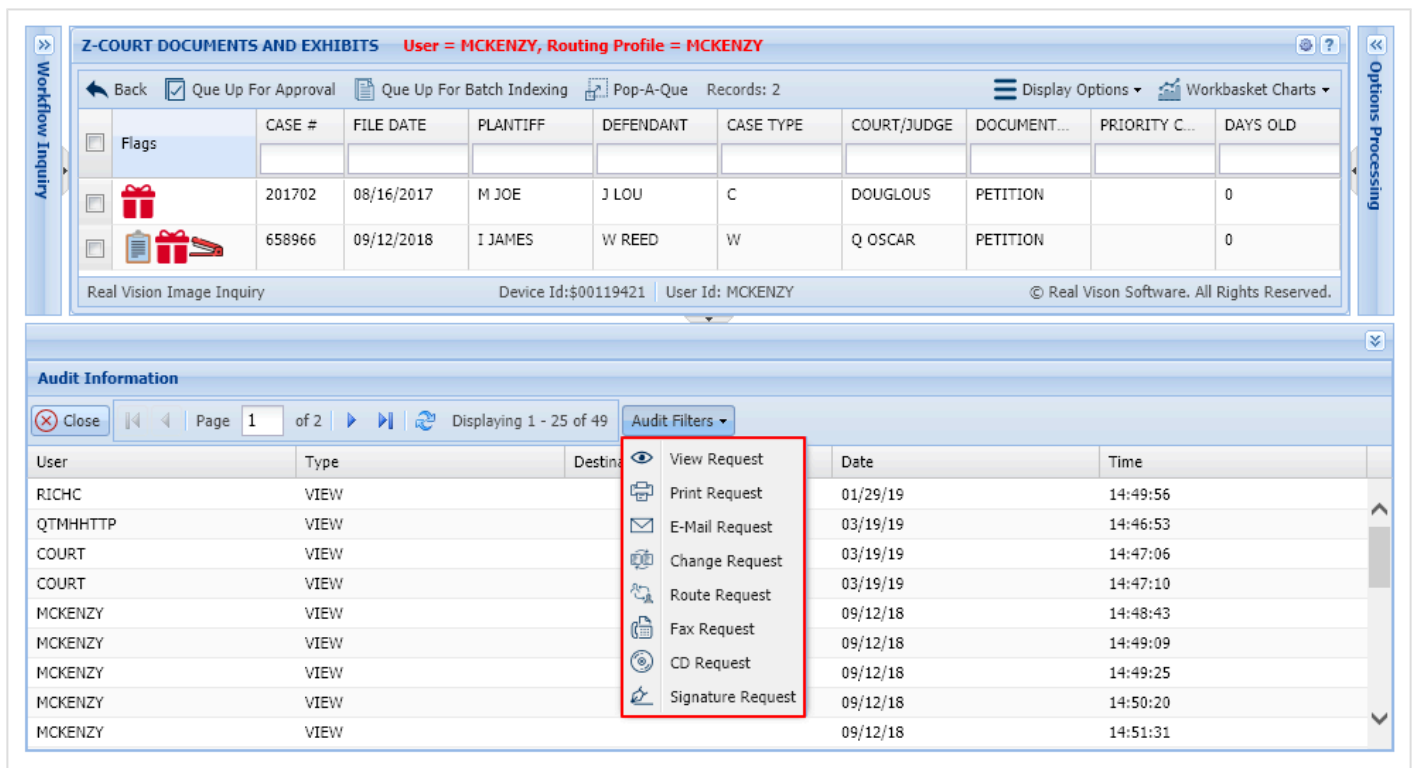 Z-COURT DOCUMENTS AND EXHIBITS User = MCKENZY, Routing Profile = MCKENZY
Workflow Inquiry
Options Processing
Back Que Up For Approval Que Up For Batch Indexing Pop-A-Que Records: 2 Display Options Workbasket Charts
Flags CASE # FILE DATE PLANTIFF DEFENDANT CASE TYPE COURT/JUDGE DOCUMENT... PRIORITY C... DAYS OLD
201702 08/16/2017 M JOE J LOU C DOUGLOUS PETITION 0
658966 09/12/2018 I JAMES W REED W Q OSCAR PETITION 0
Real Vision Image Inquiry Device Id:$00119421 User Id: MCKENZY © Real Vison Software. All Rights Reserved.
Audit Information
Close Page 1 of 2 Displaying 1 - 25 of 49 Audit Filters
User Type Destina Date Time
RICHC VIEW 01/29/19 14:49:56
QTMHHTTP VIEW 03/19/19 14:46:53
COURT VIEW 03/19/19 14:47:06
COURT VIEW 03/19/19 14:47:10
MCKENZY VIEW 09/12/18 14:48:43
MCKENZY VIEW 09/12/18 14:49:09
MCKENZY VIEW 09/12/18 14:49:25
MCKENZY VIEW 09/12/18 14:50:20
MCKENZY VIEW 09/12/18 14:51:31
View Request
Print Request
E-Mail Request
Change Request
Route Request
Fax Request
CD Request
Signature Request